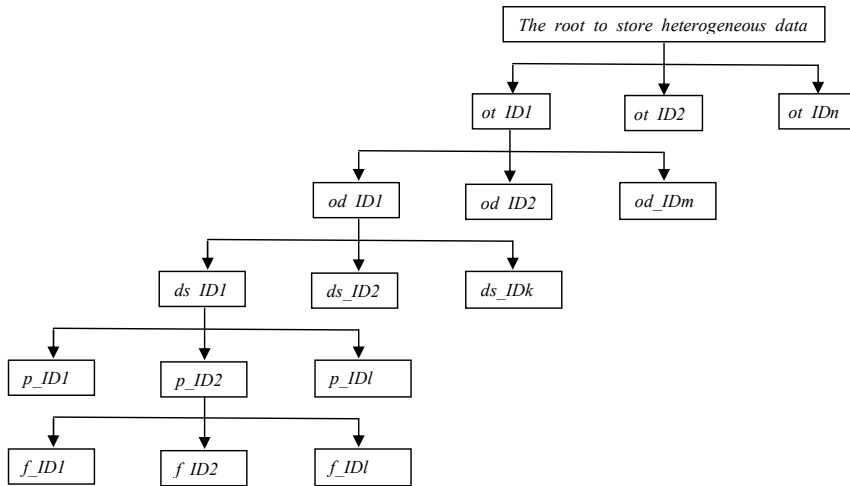 The root to store heterogeneous data
ot ID1
ot ID2
ot IDn
od ID1
od ID2
od_IDm
ds ID1
ds_ID2
ds_IDk
p_ID1
p_ID2
p_IDl
f_ID1
f ID2
f_IDl